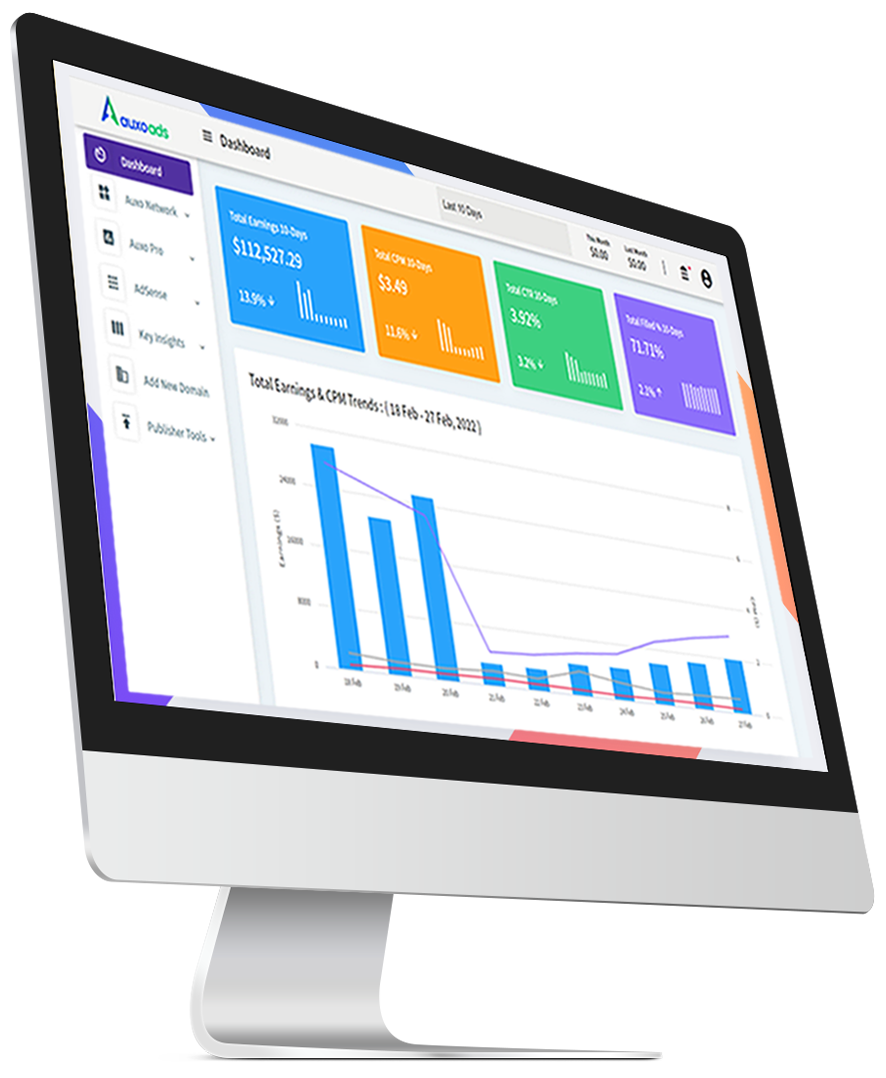 auxoads
Dashboard
Last 10 Days
This Month
$0.00
Last Month
$0.00
Dashboard
Auxo Network
Auxo Pro
AdSense
Key Insights
Add New Domain
Publisher Tools
Total Earnings 10-Days
$112,527.29
13.9%
Total CPM 10-Days
$3.49
11.6%
Total CTR 10-Days
3.92%
3.2%
Total Filled % 10-Days
71.71%
2.1%
Total Earnings & CPM Trends : ( 18 Feb - 27 Feb, 2022 )
Earnings ($)
32000
24000
16000
8000
0
8
6
4
2
0
18 Feb
19 Feb
20 Feb
21 Feb
22 Feb
23 Feb
24 Feb
25 Feb
26 Feb
27 Feb